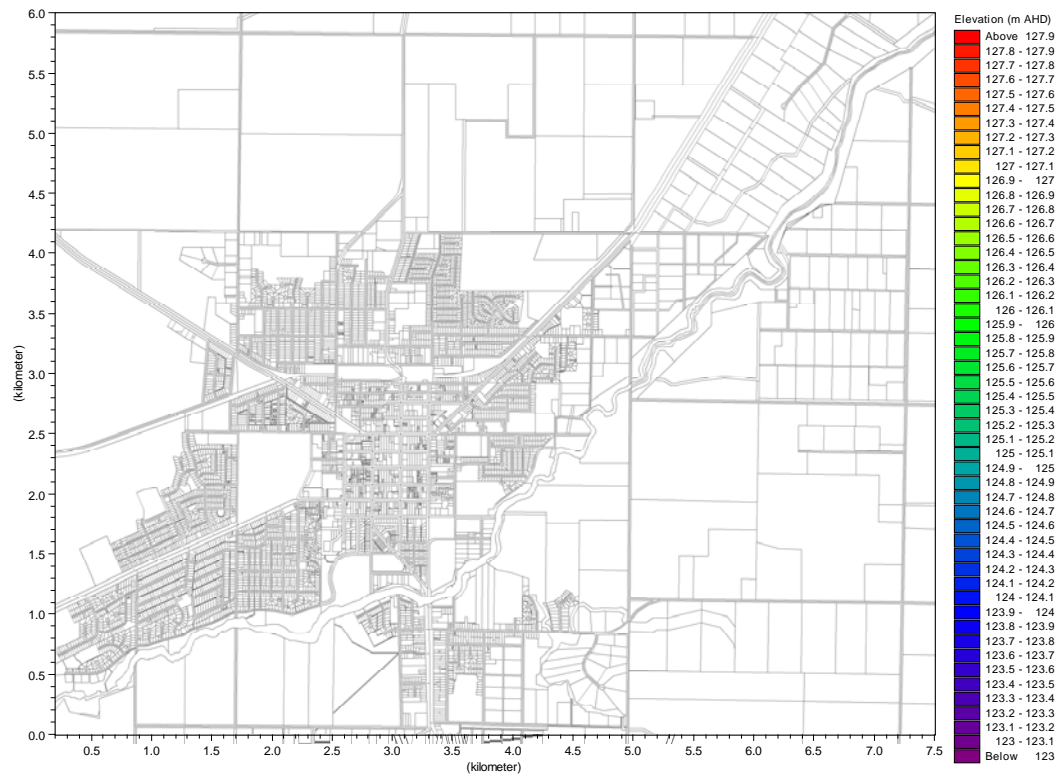 Elevation (m AHD)
Above 127.9
127.8 - 127.9
127.7 - 127.8
127.6 - 127.7
127.5 - 127.6
127.4 - 127.5
127.3 - 127.4
127.2 - 127.3
127.1 - 127.2
127 - 127.1
126.9 - 127
126.8 - 126.9
126.7 - 126.8
126.6 - 126.7
126.5 - 126.6
126.4 - 126.5
126.3 - 126.4
126.2 - 126.3
126.1 - 126.2
126 - 126.1
125.9 - 126
125.8 - 125.9
125.7 - 125.8
125.6 - 125.7
125.5 - 125.6
125.4 - 125.5
125.3 - 125.4
125.2 - 125.3
125.1 - 125.2
125 - 125.1
124.9 - 125
124.8 - 124.9
124.7 - 124.8
124.6 - 124.7
124.5 - 124.6
124.4 - 124.5
124.3 - 124.4
124.2 - 124.3
124.1 - 124.2
124 - 124.1
123.9 - 124
123.8 - 123.9
123.7 - 123.8
123.6 - 123.7
123.5 - 123.6
123.4 - 123.5
123.3 - 123.4
123.2 - 123.3
123.1 - 123.2
123 - 123.1
Below 123
6.0
5.5
5.0
4.5
4.0
3.5
3.0
2.5
2.0
1.5
1.0
0.5
0.0
(kilometer)
0.5 1.0 1.5 2.0 2.5 3.0 3.5 4.0 4.5 5.0 5.5 6.0 6.5 7.0 7.5
(kilometer)